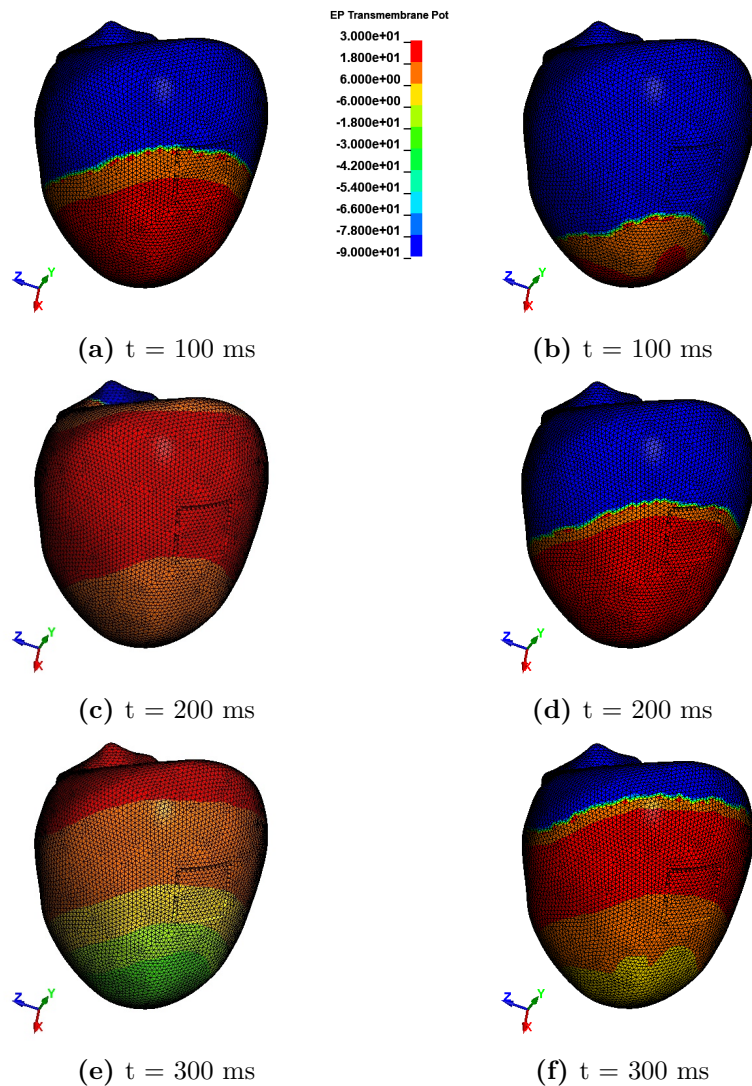 EP Transmembrane Pot
3.000e+01
1.800e+01
6.000e+00
-6.000e+00
-1.800e+01
-3.000e+01
-4.200e+01
-5.400e+01
-6.600e+01
-7.800e+01
-9.000e+01
Z Y X
Z Y X
(a) t = 100 ms
(b) t = 100 ms
Z Y X
Z Y X
(c) t = 200 ms
(d) t = 200 ms
Z Y X
Z Y X
(e) t = 300 ms
(f) t = 300 ms